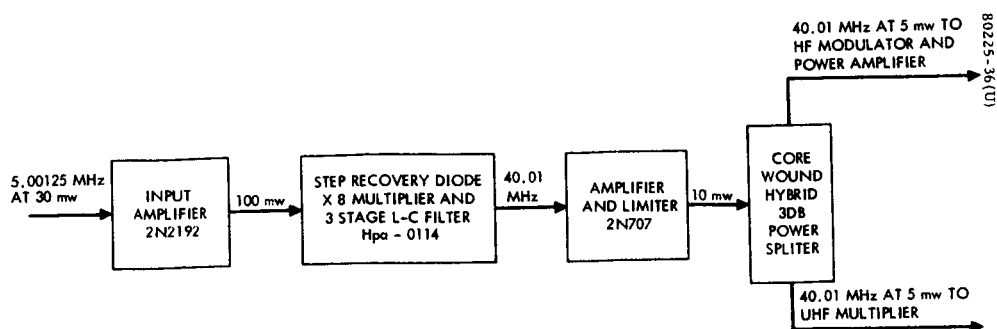 40.01 MHz AT 5 mw TO
HF MODULATOR AND
POWER AMPLIFIER
80225-36(U)
5.00125 MHz
AT 30 mw
INPUT
AMPLIFIER
2N2192
100 mw
STEP RECOVERY DIODE
X 8 MULTIPLIER AND
3 STAGE L-C FILTER
Hpa - 0114
40.01
MHz
AMPLIFIER
AND LIMITER
2N707
10 mw
CORE
WOUND
HYBRID
3DB
POWER
SPLITER
40.01 MHz AT 5 mw TO
UHF MULTIPLIER